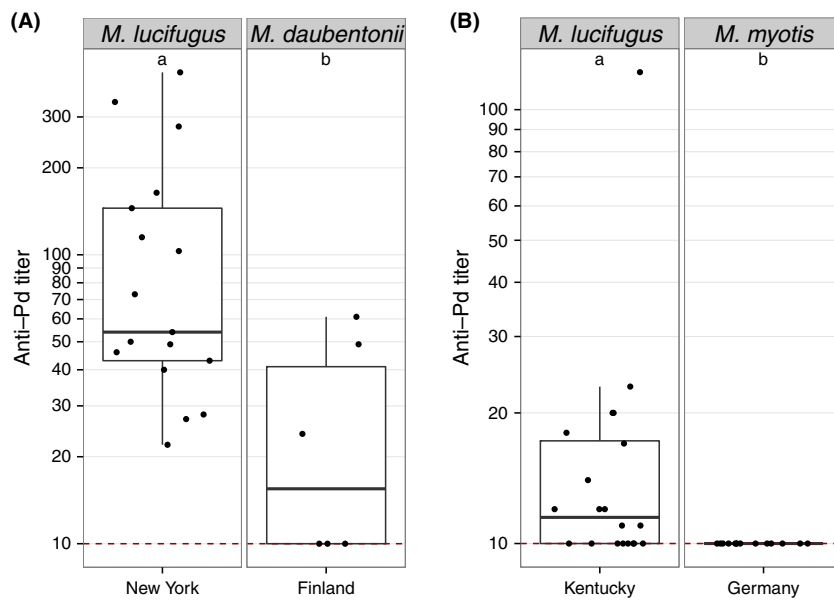 (A)
M. lucifugus
M. daubentonii
a
b
300
200
100
90
80
70
60
50
40
30
20
10
Anti–Pd titer
New York
Finland
(B)
M. lucifugus
M. myotis
a
b
100
90
80
70
60
50
40
30
20
10
Anti–Pd titer
Kentucky
Germany